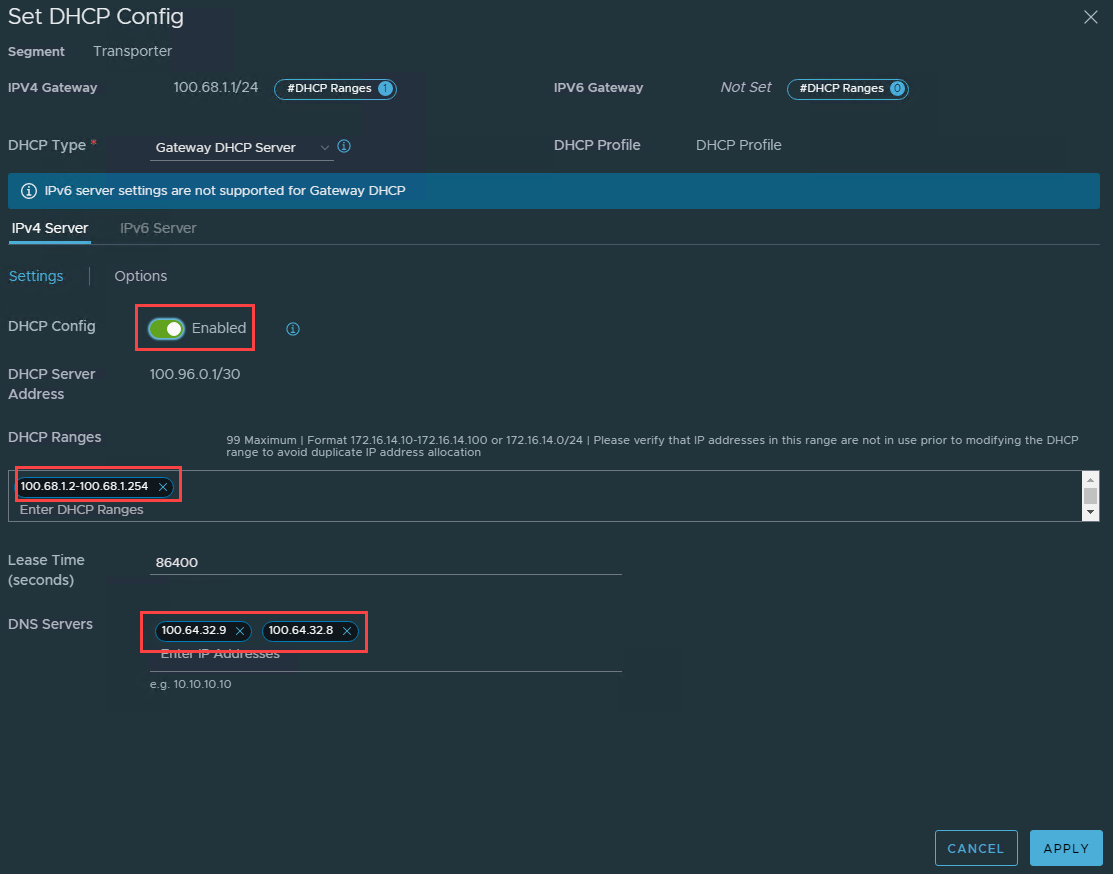 Set DHCP Config
Segment Transporter
IPV4 Gateway 100.68.1.1/24 #DHCP Ranges 1 IPV6 Gateway Not Set #DHCP Ranges 0
DHCP Type * Gateway DHCP Server DHCP Profile DHCP Profile
IPv6 server settings are not supported for Gateway DHCP
IPv4 Server IPv6 Server
Settings Options
DHCP Config Enabled
DHCP Server 100.96.0.1/30
Address
DHCP Ranges 99 Maximum | Format 172.16.14.10-172.16.14.100 or 172.16.14.0/24 | Please verify that IP addresses in this range are not in use prior to modifying the DHCP
range to avoid duplicate IP address allocation
100.68.1.2-100.68.1.254
Enter DHCP Ranges
Lease Time 86400
(seconds)
DNS Servers 100.64.32.9 100.64.32.8
Enter IP Addresses
e.g. 10.10.10.10
CANCEL APPLY